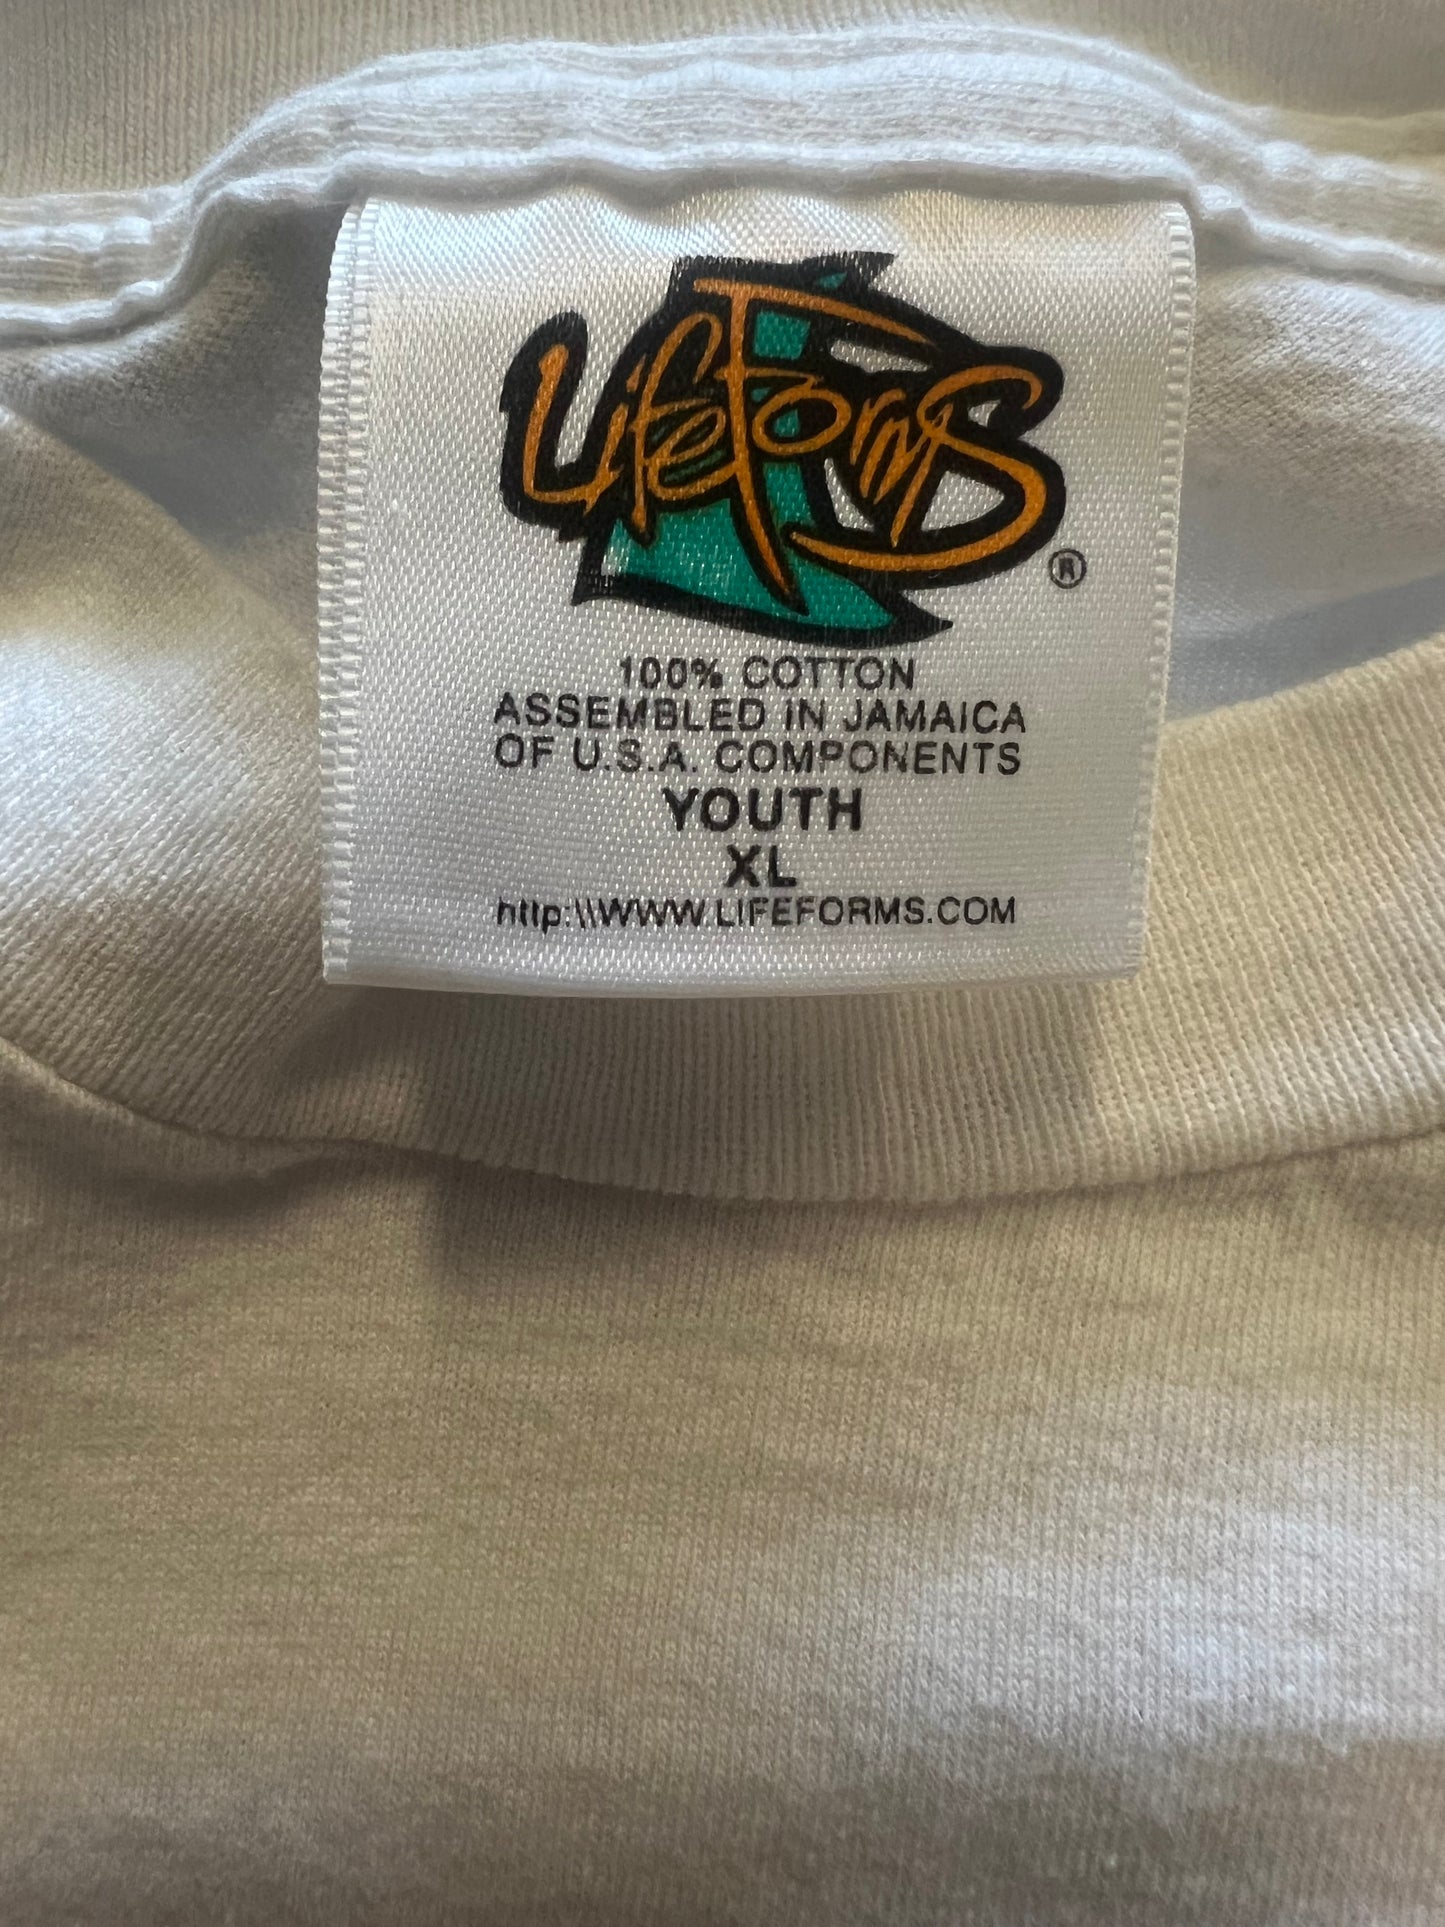 LifeForms ®
100% COTTON
ASSEMBLED IN JAMAICA
OF U.S.A. COMPONENTS
YOUTH
XL
http:\\WWW.LIFEFORMS.COM